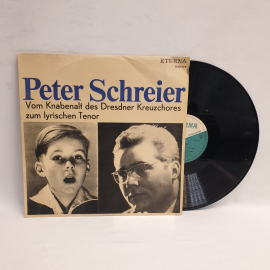 ETERNA
Peter Schreier
Vom Knabenalt des Dresdner Kreuzchores
zum lyrischen Tenor